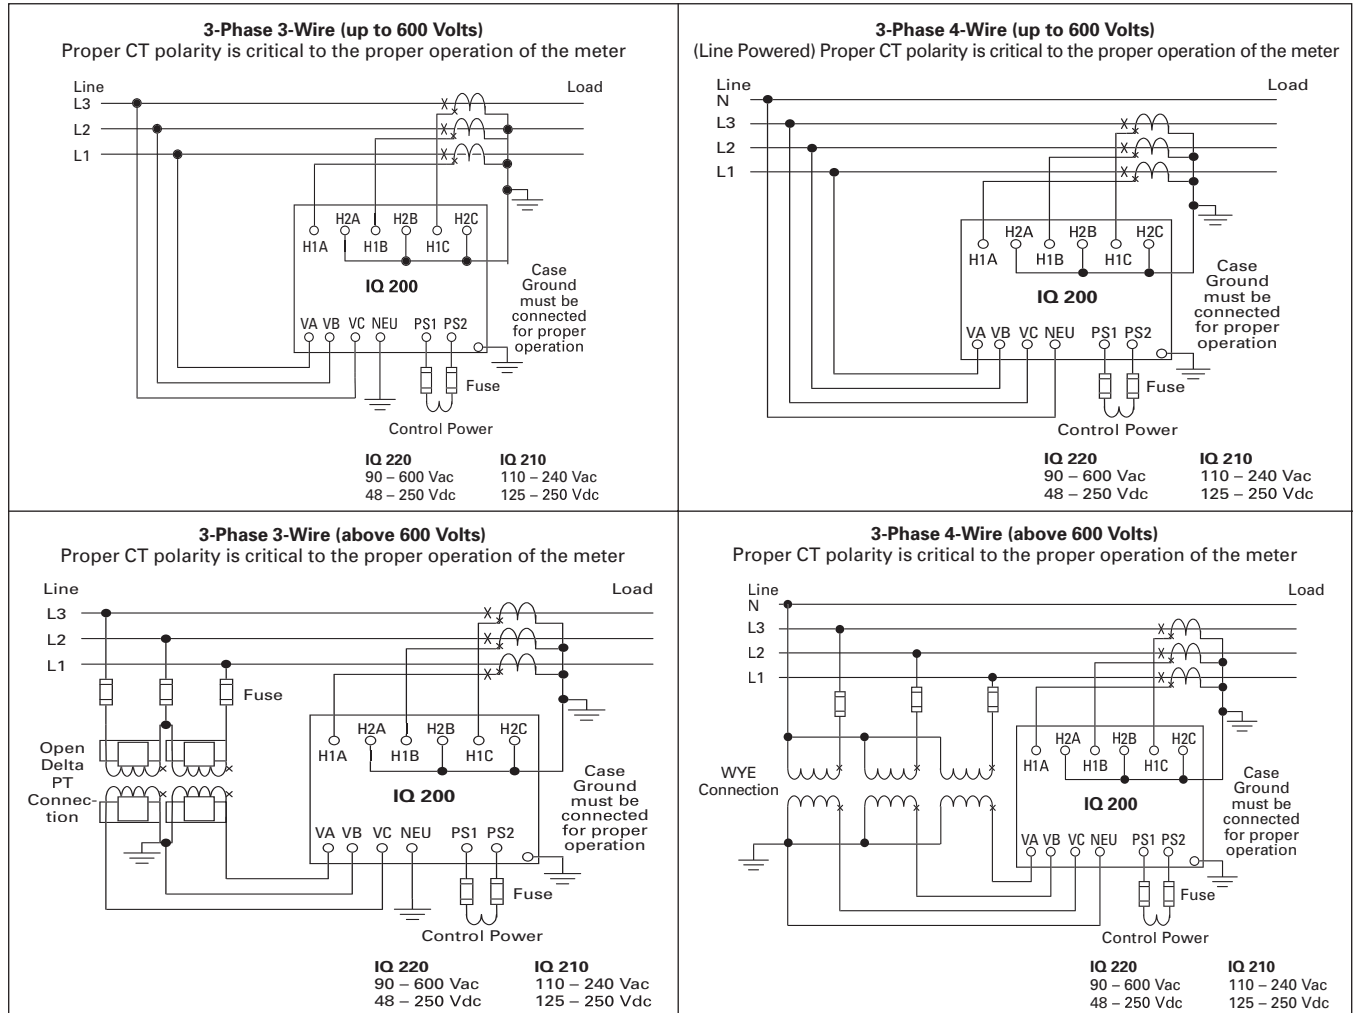 3-Phase 3-Wire (up to 600 Volts)
Proper CT polarity is critical to the proper operation of the meter
Line
Load
L3
L2
L1
H2A
H2B
H2C
H1A
H1B
H1C
IQ 200
Case
Ground
must be
connected
for proper
operation
VA VB VC NEU PS1 PS2
Fuse
Control Power
IQ 220
IQ 210
90 – 600 Vac
110 – 240 Vac
48 – 250 Vdc
125 – 250 Vdc
3-Phase 4-Wire (up to 600 Volts)
(Line Powered) Proper CT polarity is critical to the proper operation of the meter
Line
Load
N
L3
L2
L1
H2A
H2B
H2C
H1A
H1B
H1C
IQ 200
Case
Ground
must be
connected
for proper
operation
VA VB VC NEU PS1 PS2
Fuse
Control Power
IQ 220
IQ 210
90 – 600 Vac
110 – 240 Vac
48 – 250 Vdc
125 – 250 Vdc
3-Phase 3-Wire (above 600 Volts)
Proper CT polarity is critical to the proper operation of the meter
Line
Load
L3
L2
L1
Fuse
Open
Delta
PT
Connec-
tion
H2A
H2B
H2C
H1A
H1B
H1C
IQ 200
Case
Ground
must be
connected
for proper
operation
VA VB VC NEU PS1 PS2
Fuse
Control Power
IQ 220
IQ 210
90 – 600 Vac
110 – 240 Vac
48 – 250 Vdc
125 – 250 Vdc
3-Phase 4-Wire (above 600 Volts)
Proper CT polarity is critical to the proper operation of the meter
Line
Load
N
L3
L2
L1
WYE
Connection
H2A
H2B
H2C
H1A
H1B
H1C
IQ 200
Case
Ground
must be
connected
for proper
operation
VA VB VC NEU PS1 PS2
Fuse
Control Power
IQ 220
IQ 210
90 – 600 Vac
110 – 240 Vac
48 – 250 Vdc
125 – 250 Vdc